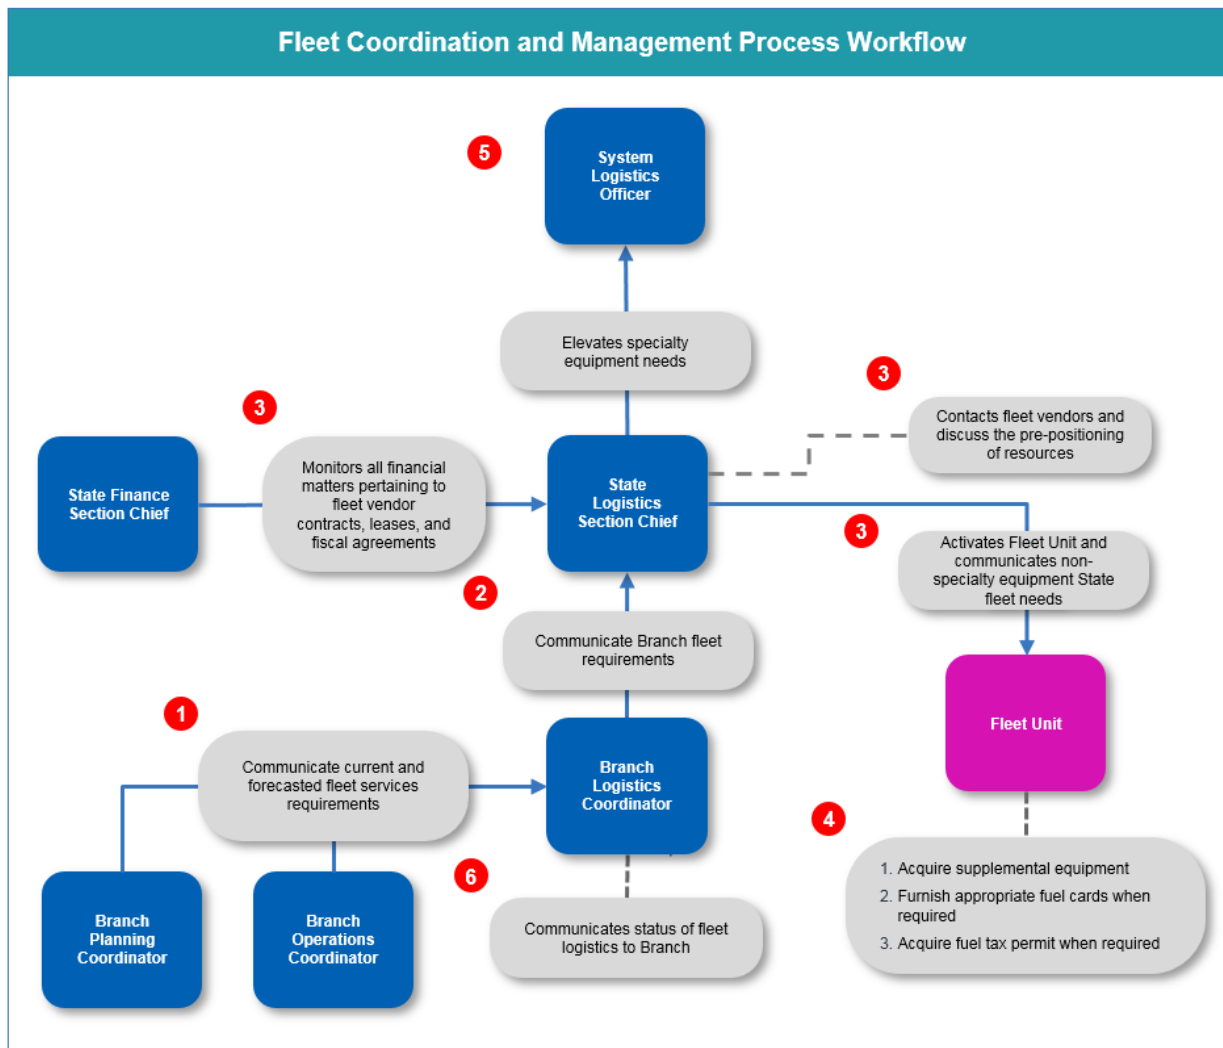 Fleet Coordination and Management Process Workflow
5
System
Logistics
Officer
Elevates specialty
equipment needs
3
Contacts fleet vendors and
discuss the pre-positioning
of resources
3
State Finance
Section Chief
Monitors all financial
matters pertaining to
fleet vendor
contracts, leases, and
fiscal agreements
State
Logistics
Section Chief
3
Activates Fleet Unit and
communicates non-
specialty equipment State
fleet needs
2
Communicate Branch fleet
requirements
Fleet Unit
1
Communicate current and
forecasted fleet services
requirements
Branch
Logistics
Coordinator
4
1. Acquire supplemental equipment
2. Furnish appropriate fuel cards when
required
3. Acquire fuel tax permit when required
6
Communicates status of fleet
logistics to Branch
Branch
Planning
Coordinator
Branch
Operations
Coordinator